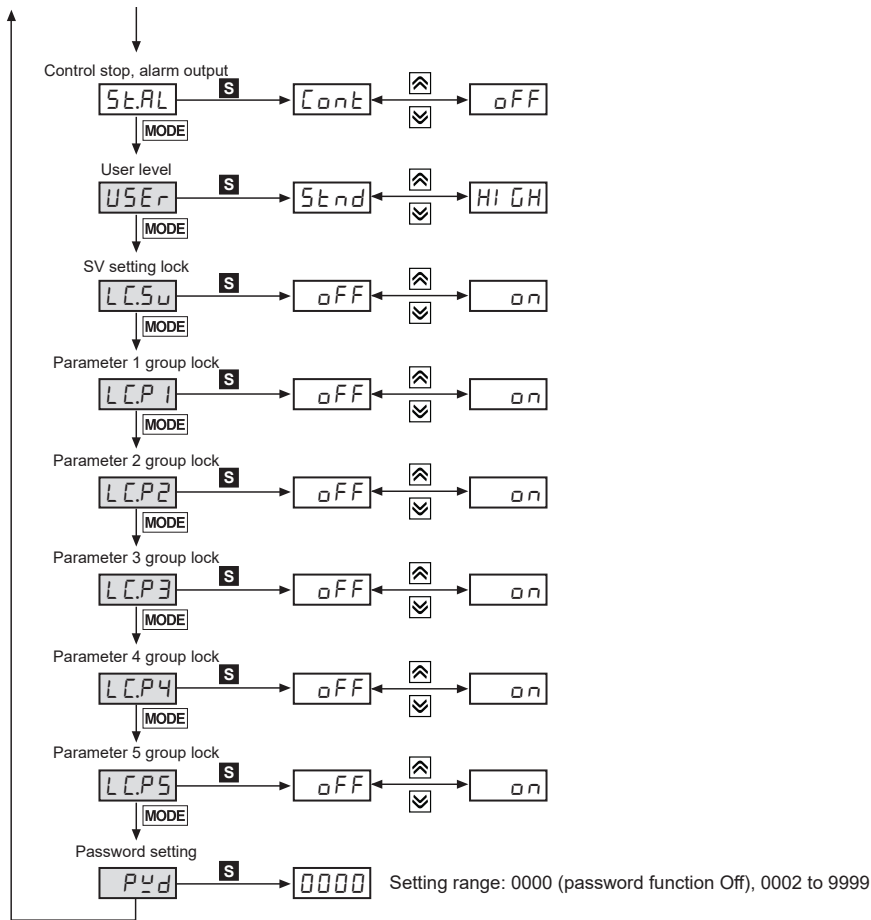 Control stop, alarm output
St.AL S Cont oFF
MODE
User level
USEr S Stnd HIGH
MODE
SV setting lock
LC.Sv S oFF on
MODE
Parameter 1 group lock
LC.P1 S oFF on
MODE
Parameter 2 group lock
LC.P2 S oFF on
MODE
Parameter 3 group lock
LC.P3 S oFF on
MODE
Parameter 4 group lock
LC.P4 S oFF on
MODE
Parameter 5 group lock
LC.P5 S oFF on
MODE
Password setting
PWd S 0000 Setting range: 0000 (password function Off), 0002 to 9999